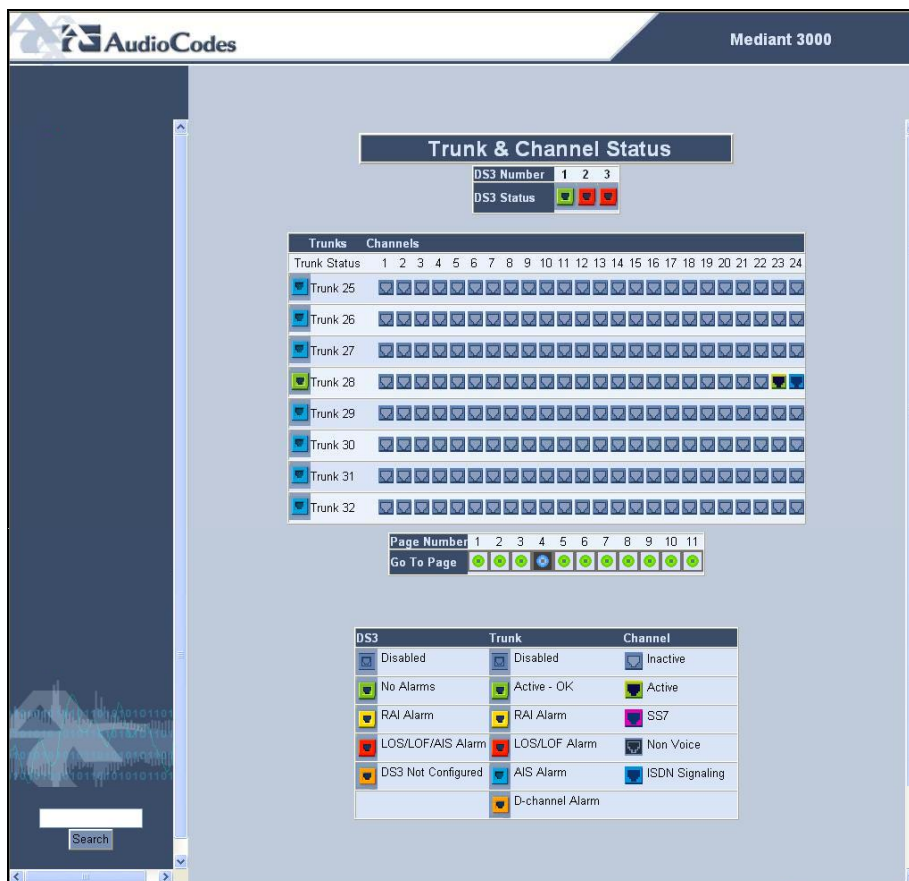 AudioCodes
Mediant 3000
Trunk & Channel Status
DS3 Number 1 2 3
DS3 Status
Trunks Channels
Trunk Status 1 2 3 4 5 6 7 8 9 10 11 12 13 14 15 16 17 18 19 20 21 22 23 24
Trunk 25
Trunk 26
Trunk 27
Trunk 28
Trunk 29
Trunk 30
Trunk 31
Trunk 32
Page Number 1 2 3 4 5 6 7 8 9 10 11
Go To Page
DS3 Trunk Channel
Disabled Disabled Inactive
No Alarms Active - OK Active
RAI Alarm RAI Alarm SS7
LOS/LOF/AIS Alarm LOS/LOF Alarm Non Voice
DS3 Not Configured AIS Alarm ISDN Signaling
D-channel Alarm
Search